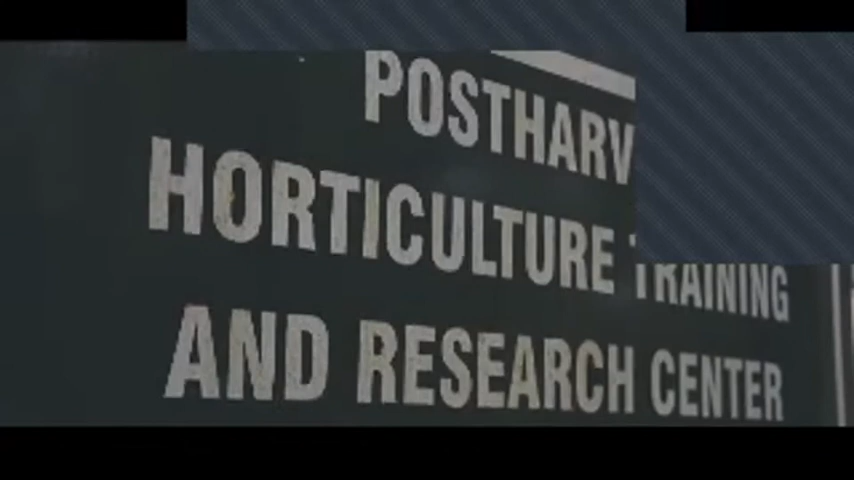 POSTHARV
HORTICULTURE TRAINING
AND RESEARCH CENTER